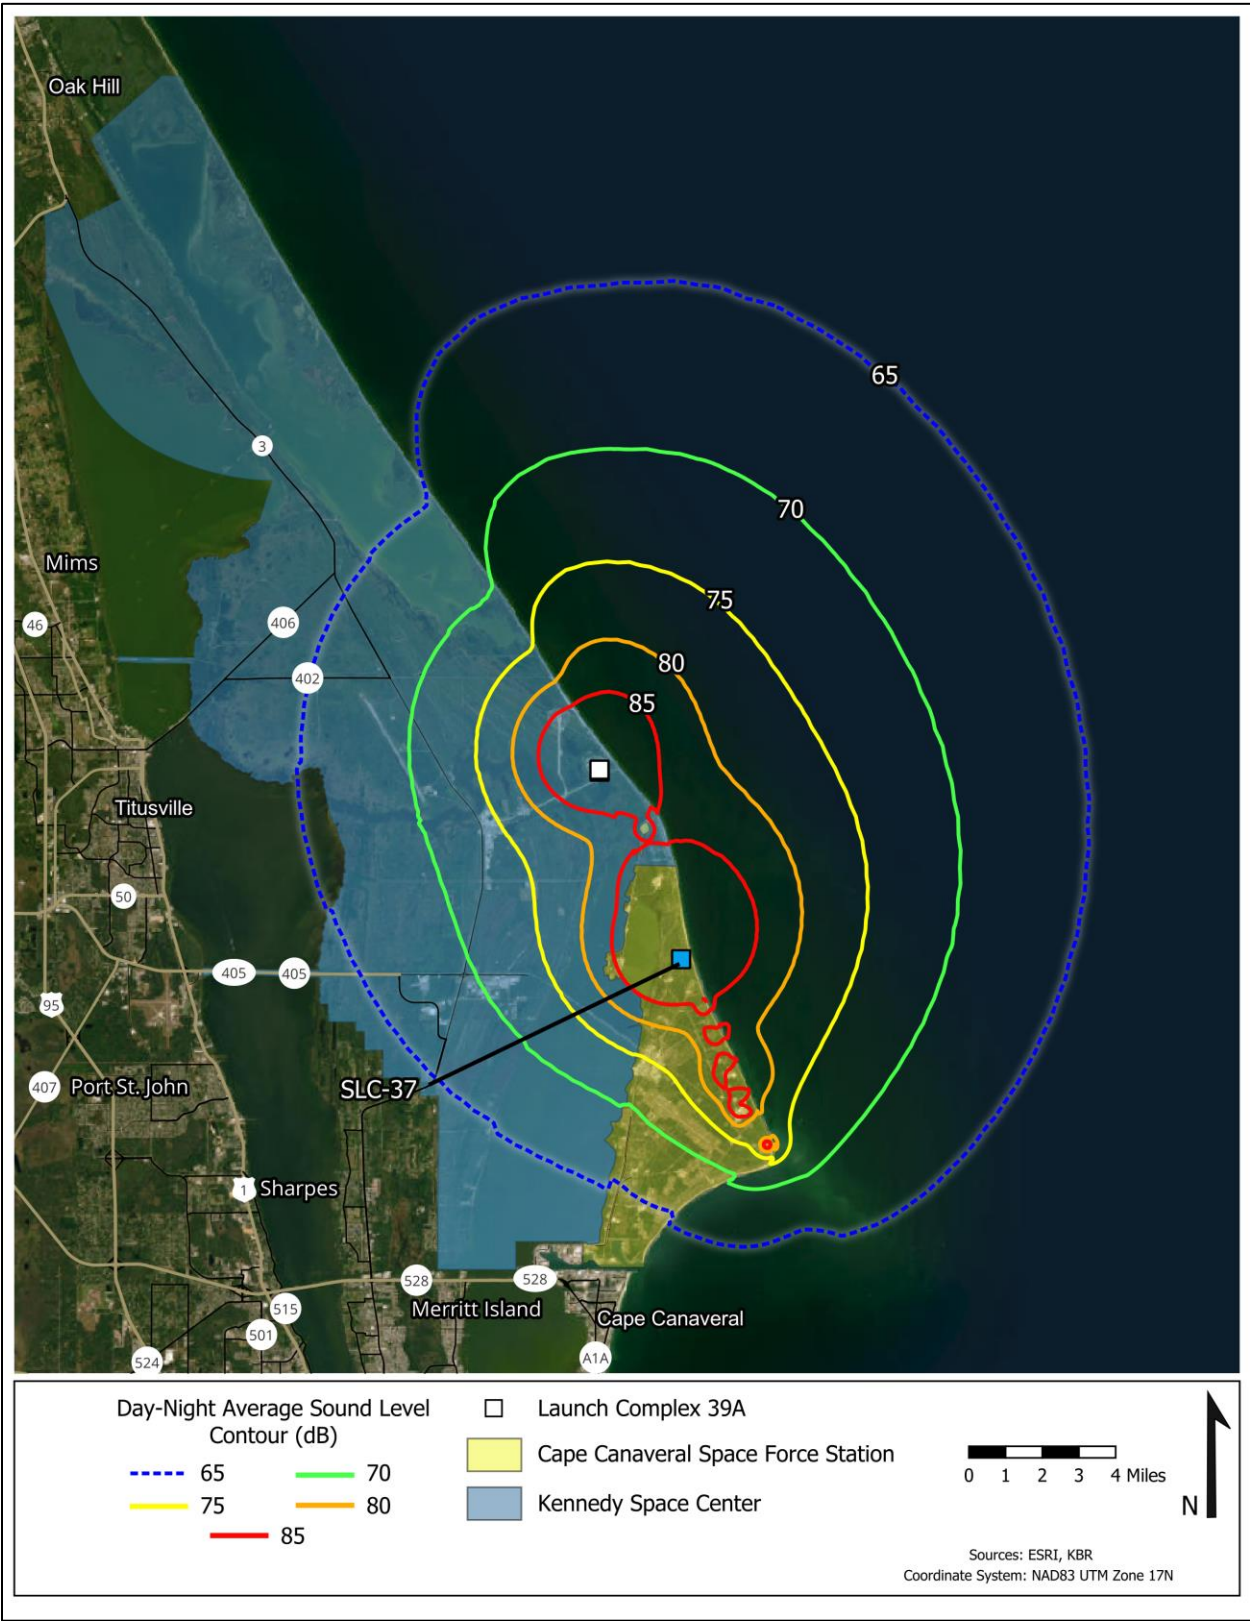 Oak Hill
65
3
70
Mims
75
46
406
80
402
85
Titusville
50
405
405
95
407
Port St. John
SLC-37
1
Sharpes
528
528
515
Merritt Island
Cape Canaveral
501
524
A1A
Day-Night Average Sound Level
Contour (dB)
65
70
75
80
85
Launch Complex 39A
Cape Canaveral Space Force Station
Kennedy Space Center
0 1 2 3 4 Miles
N
Sources: ESRI, KBR
Coordinate System: NAD83 UTM Zone 17N